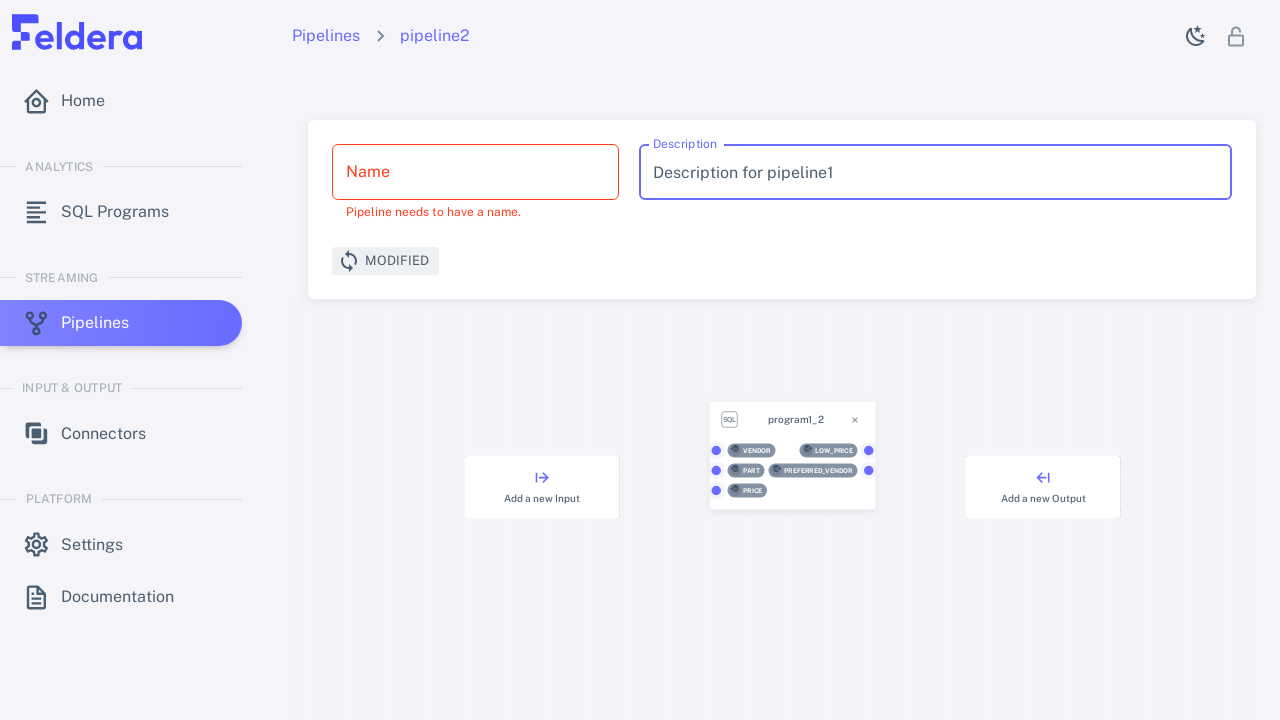 Feldera
Pipelines
pipeline2
Home
ANALYTICS
SQL Programs
STREAMING
Pipelines
INPUT & OUTPUT
Connectors
PLATFORM
Settings
Documentation
Name
Pipeline needs to have a name.
Description
Description for pipeline1
MODIFIED
Add a new Input
SQL
program1_2
VENDOR
LOW_PRICE
PART
PREFERRED_VENDOR
PRICE
Add a new Output